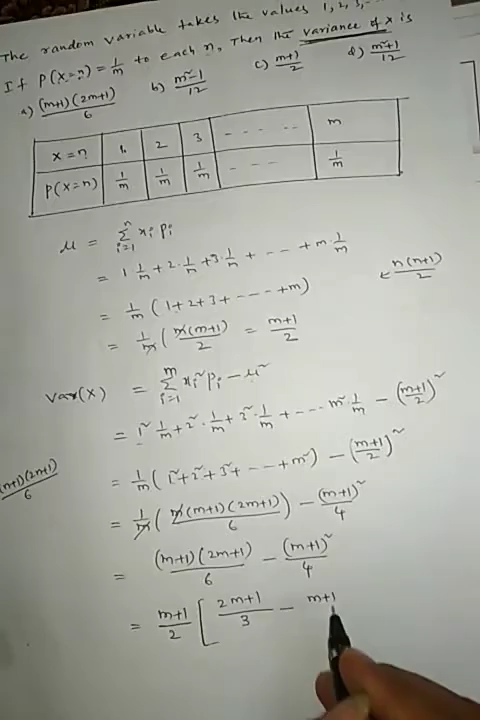 The random variable takes the values 1, 2, 3, ...
If P(X=n) = 1/m to each n, Then the variance of x is
a) (m+1)(2m+1)/6 b) m²-1/12 c) m+1/2 d) m²+1/12
X=n 1 2 3 ------ m
P(X=n) 1/m 1/m 1/m --- 1/m
μ = Σ_{i=1}^{n} xᵢ pᵢ
= 1 1/m + 2·1/m + 3·1/m + --- + m·1/m
= 1/m (1+2+3+ ---- +m) n(n+1)/2
= 1/m ( m(m+1)/2 ) = m+1/2
Var(X) = Σ_{i=1}^{m} xᵢ² pᵢ - μ²
= 1² 1/m + 2²·1/m + 3²·1/m + ---- m²·1/m - (m+1/2)²
(n+1)(2n+1)/6 = 1/m (1²+2²+3²+ --- +m²) - (m+1/2)²
= 1/m ( m(m+1)(2m+1)/6 ) - (m+1)²/4
= (m+1)(2m+1)/6 - (m+1)²/4
= m+1/2 [ 2m+1/3 - m+1